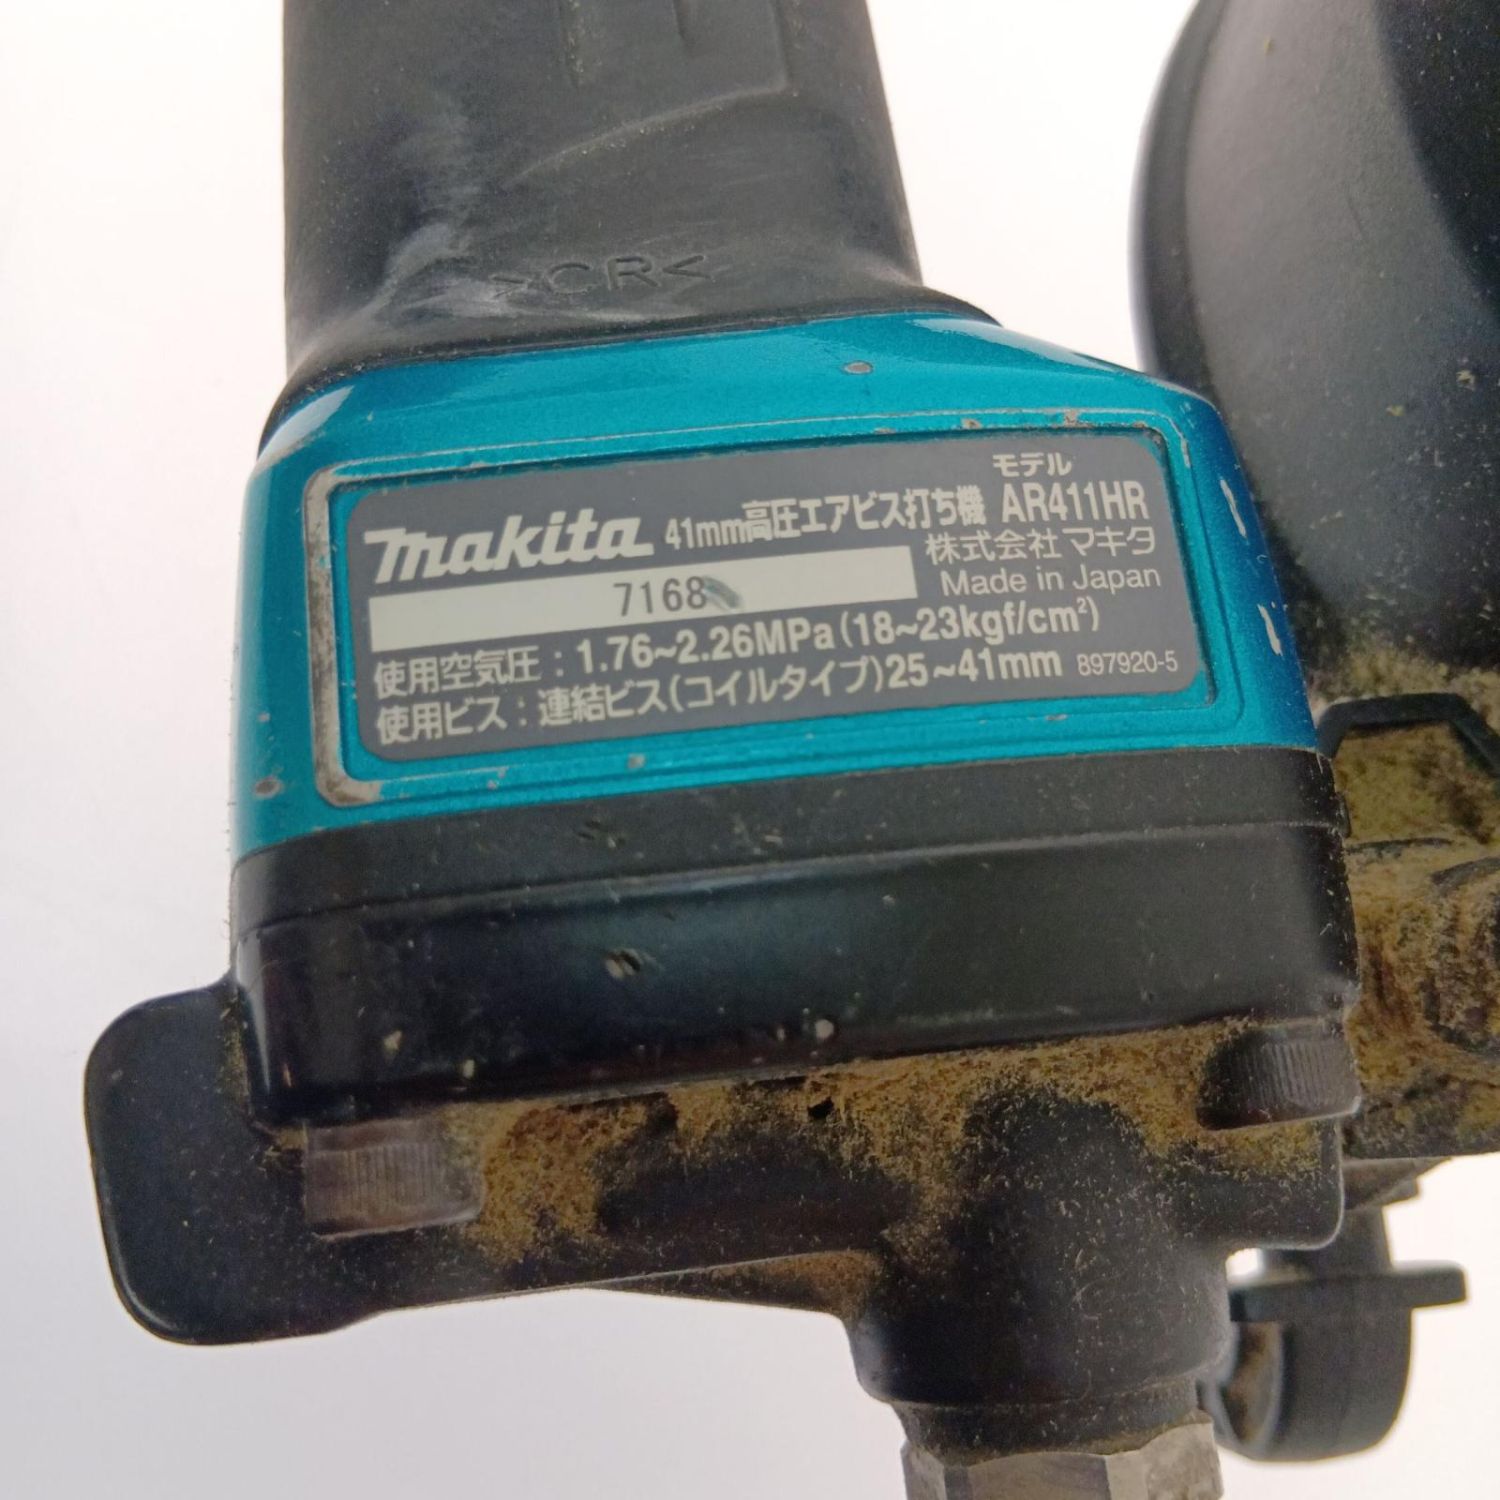 >CR<
モデル
makita 41mm高圧エアビス打ち機 AR411HR
株式会社マキタ
7168
Made in Japan
使用空気圧：1.76~2.26MPa(18~23kgf/cm²)
使用ビス：連結ビス(コイルタイプ)25~41mm 897920-5